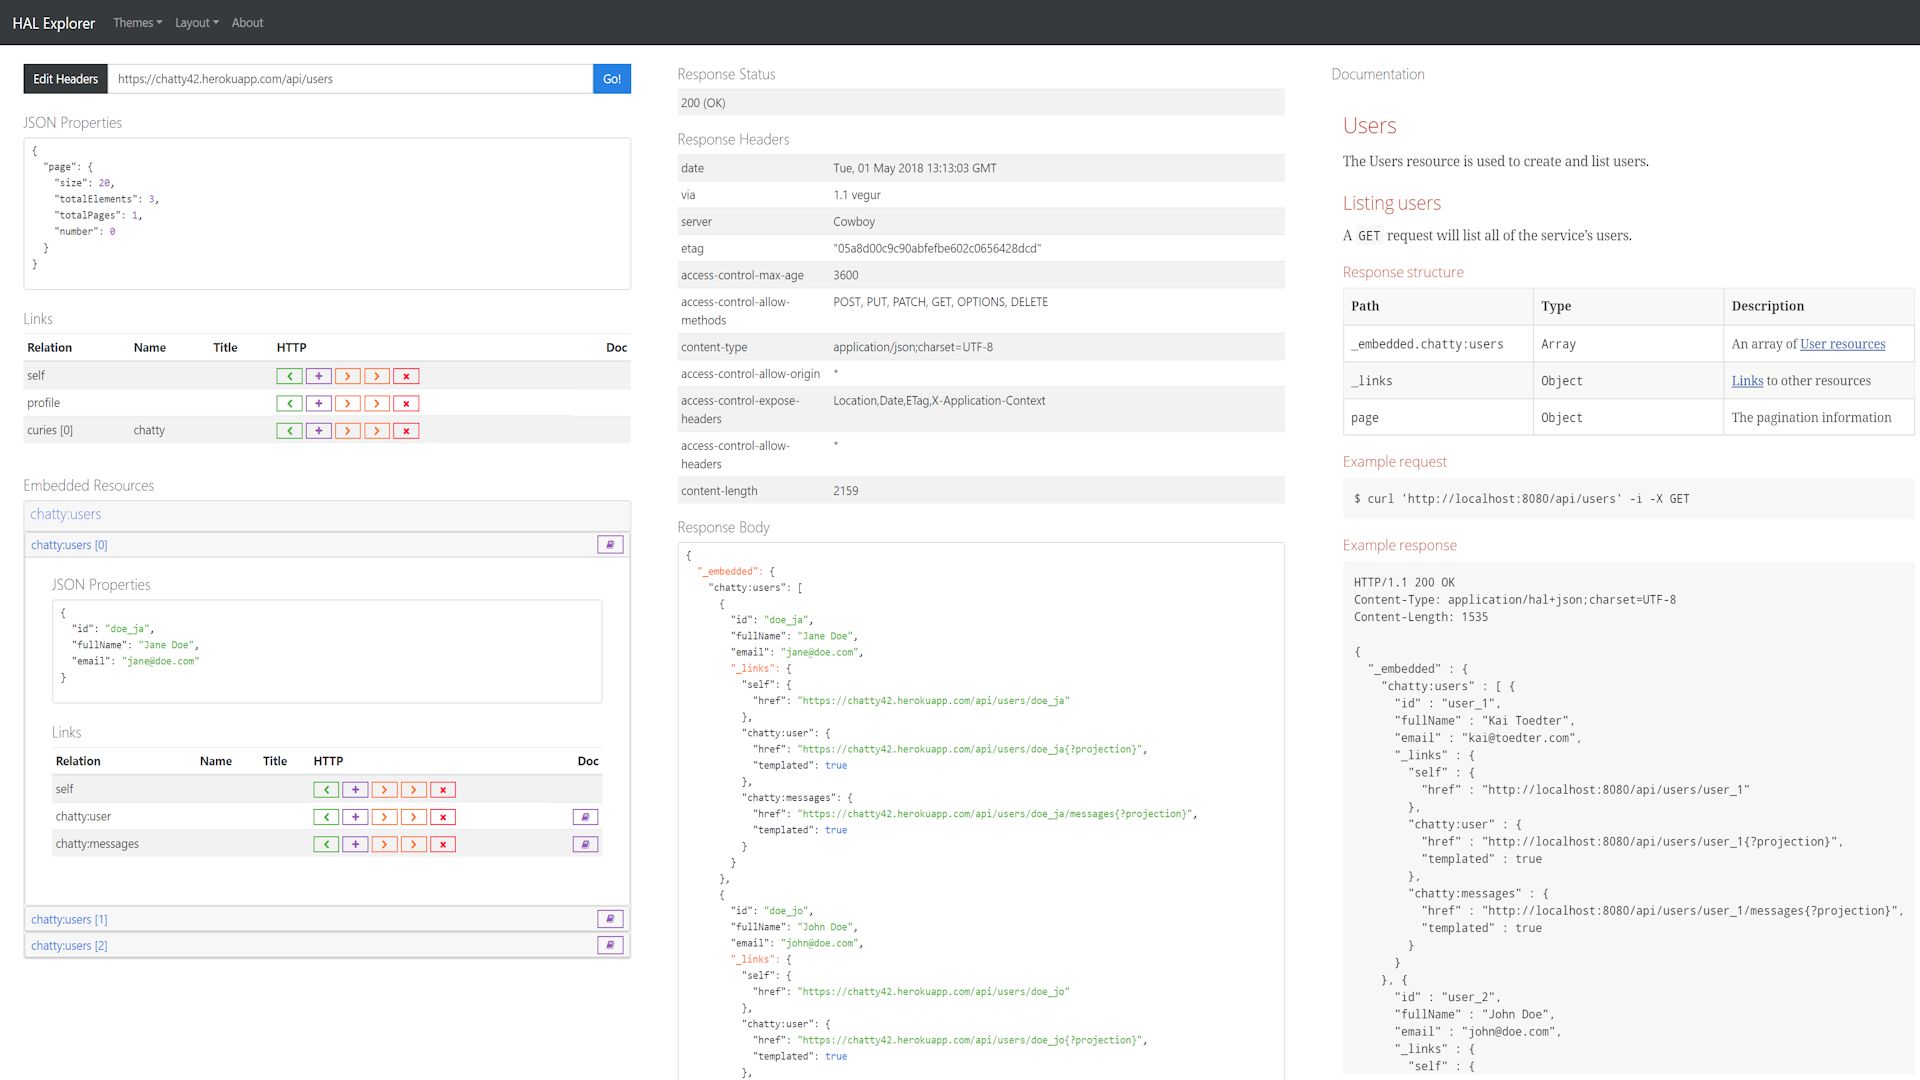 HAL Explorer Themes Layout About
Edit Headers https://chatty42.herokuapp.com/api/users Go!
JSON Properties
{
"page": {
"size": 20,
"totalElements": 3,
"totalPages": 1,
"number": 0
}
}
Links
Relation Name Title HTTP Doc
self
profile
curies [0] chatty
Embedded Resources
chatty:users
chatty:users [0]
JSON Properties
{
"id": "doe_ja",
"fullName": "Jane Doe",
"email": "jane@doe.com"
}
Links
Relation Name Title HTTP Doc
self
chatty:user
chatty:messages
chatty:users [1]
chatty:users [2]
Response Status
200 (OK)
Response Headers
date Tue, 01 May 2018 13:13:03 GMT
via 1.1 vegur
server Cowboy
etag "05a8d00c9c90abfefbe602c0656428dcd"
access-control-max-age 3600
access-control-allow- POST, PUT, PATCH, GET, OPTIONS, DELETE
methods
content-type application/json;charset=UTF-8
access-control-allow-origin *
access-control-expose- Location,Date,ETag,X-Application-Context
headers
access-control-allow- *
headers
content-length 2159
Response Body
{
"_embedded": {
"chatty:users": [
{
"id": "doe_ja",
"fullName": "Jane Doe",
"email": "jane@doe.com",
"_links": {
"self": {
"href": "https://chatty42.herokuapp.com/api/users/doe_ja"
},
"chatty:user": {
"href": "https://chatty42.herokuapp.com/api/users/doe_ja{?projection}",
"templated": true
},
"chatty:messages": {
"href": "https://chatty42.herokuapp.com/api/users/doe_ja/messages{?projection}",
"templated": true
}
}
},
{
"id": "doe_jo",
"fullName": "John Doe",
"email": "john@doe.com",
"_links": {
"self": {
"href": "https://chatty42.herokuapp.com/api/users/doe_jo"
},
"chatty:user": {
"href": "https://chatty42.herokuapp.com/api/users/doe_jo{?projection}",
"templated": true
},
Documentation
Users
The Users resource is used to create and list users.
Listing users
A GET request will list all of the service’s users.
Response structure
Path Type Description
_embedded.chatty:users Array An array of User resources
_links Object Links to other resources
page Object The pagination information
Example request
$ curl 'http://localhost:8080/api/users' -i -X GET
Example response
HTTP/1.1 200 OK
Content-Type: application/hal+json;charset=UTF-8
Content-Length: 1535
{
"_embedded" : {
"chatty:users" : [ {
"id" : "user_1",
"fullName" : "Kai Toedter",
"email" : "kai@toedter.com",
"_links" : {
"self" : {
"href" : "http://localhost:8080/api/users/user_1"
},
"chatty:user" : {
"href" : "http://localhost:8080/api/users/user_1{?projection}",
"templated" : true
},
"chatty:messages" : {
"href" : "http://localhost:8080/api/users/user_1/messages{?projection}",
"templated" : true
}
}
}, {
"id" : "user_2",
"fullName" : "John Doe",
"email" : "john@doe.com",
"_links" : {
"self" : {